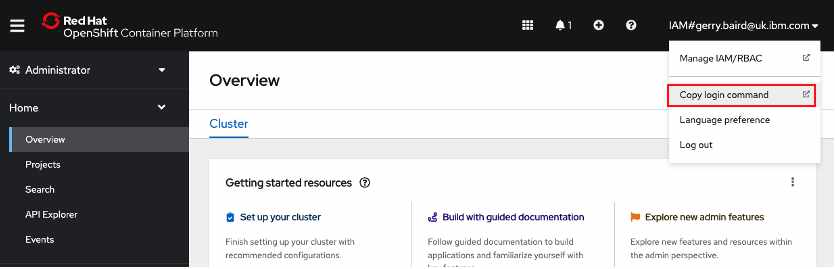 Red Hat
OpenShift Container Platform
1
IAM#gerry.baird@uk.ibm.com
Manage IAM/RBAC
Copy login command
Language preference
Log out
Administrator
Home
Overview
Projects
Search
API Explorer
Events
Overview
Cluster
Getting started resources
Set up your cluster
Finish setting up your cluster with
recommended configurations.
Build with guided documentation
Follow guided documentation to build
applications and familiarize yourself with
Explore new admin features
Explore new features and resources within
the admin perspective.